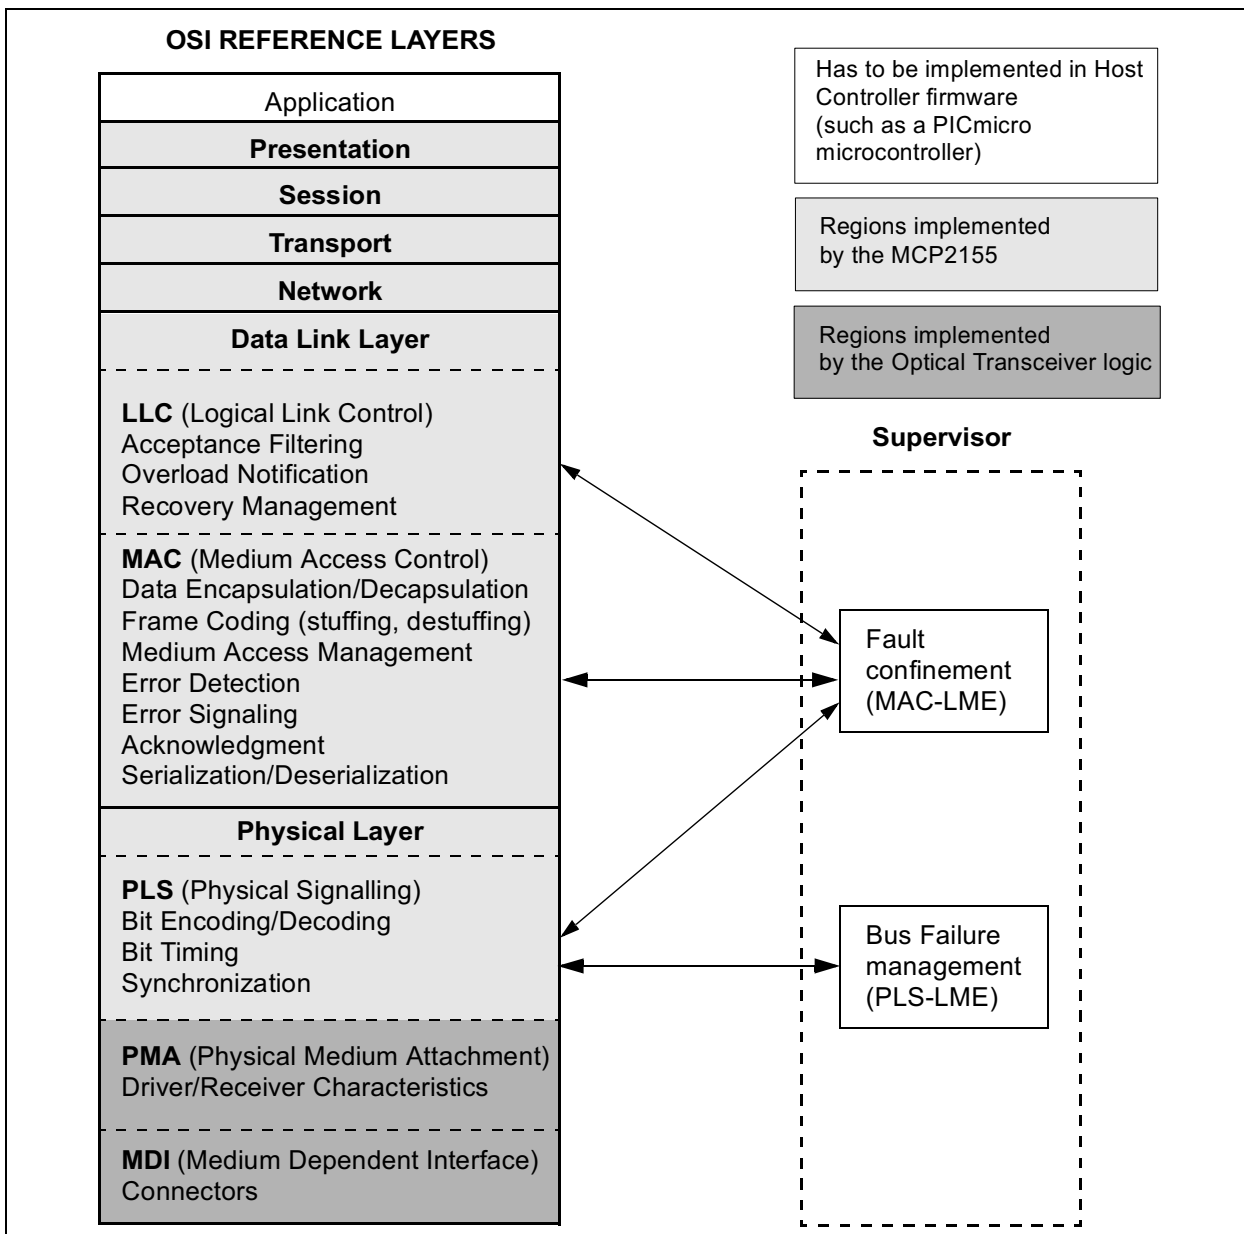 OSI REFERENCE LAYERS
Application
Presentation
Session
Transport
Network
Data Link Layer
LLC (Logical Link Control)
Acceptance Filtering
Overload Notification
Recovery Management
MAC (Medium Access Control)
Data Encapsulation/Decapsulation
Frame Coding (stuffing, destuffing)
Medium Access Management
Error Detection
Error Signaling
Acknowledgment
Serialization/Deserialization
Physical Layer
PLS (Physical Signalling)
Bit Encoding/Decoding
Bit Timing
Synchronization
PMA (Physical Medium Attachment)
Driver/Receiver Characteristics
MDI (Medium Dependent Interface)
Connectors
Has to be implemented in Host
Controller firmware
(such as a PICmicro
microcontroller)
Regions implemented
by the MCP2155
Regions implemented
by the Optical Transceiver logic
Supervisor
Fault
confinement
(MAC-LME)
Bus Failure
management
(PLS-LME)